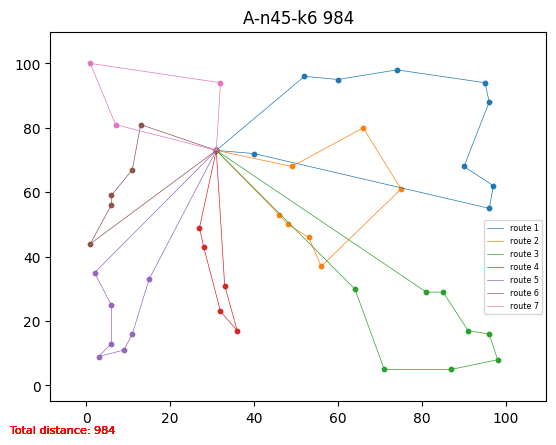 A-n45-k6 984
100
80
60
40
20
0
0 20 40 60 80 100
route 1
route 2
route 3
route 4
route 5
route 6
route 7
Total distance: 984